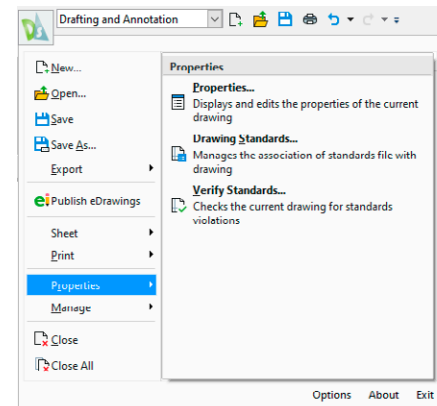 Drafting and Annotation
New...
Open...
Save
Save As...
Export
Publish eDrawings
Sheet
Print
Properties
Manage
Close
Close All
Properties
Properties...
Displays and edits the properties of the current
drawing
Drawing Standards...
Manages the association of standards file with
drawing
Verify Standards...
Checks the current drawing for standards
violations
Options About Exit